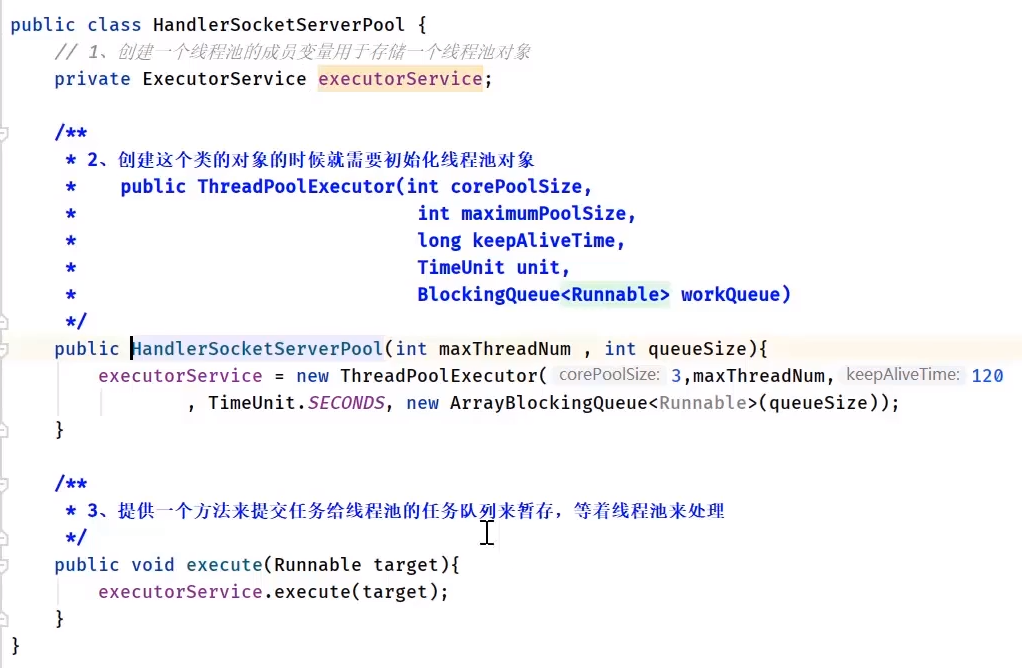 public class HandlerSocketServerPool {
// 1、创建一个线程池的成员变量用于存储一个线程池对象
private ExecutorService executorService;
/**
* 2、创建这个类的对象的时候就需要初始化线程池对象
* public ThreadPoolExecutor(int corePoolSize,
* int maximumPoolSize,
* long keepAliveTime,
* TimeUnit unit,
* BlockingQueue<Runnable> workQueue)
*/
public HandlerSocketServerPool(int maxThreadNum , int queueSize){
executorService = new ThreadPoolExecutor( corePoolSize: 3,maxThreadNum, keepAliveTime: 120
, TimeUnit.SECONDS, new ArrayBlockingQueue<Runnable>(queueSize));
}
/**
* 3、提供一个方法来提交任务给线程池的任务队列来暂存，等着线程池来处理
*/
public void execute(Runnable target){
executorService.execute(target);
}
}